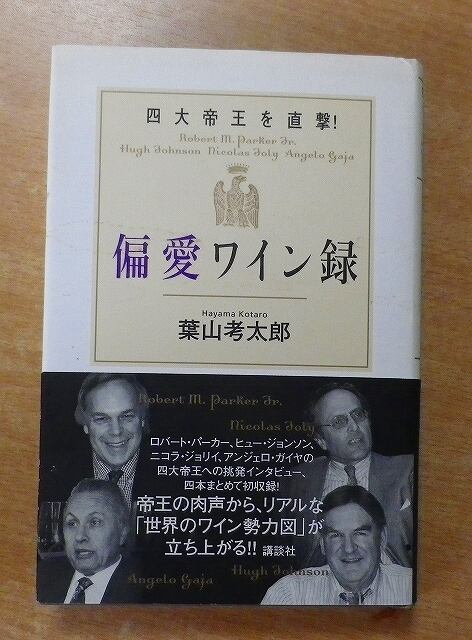 四大帝王を直撃!
Robert M. Parker Jr.
Hugh Johnson Nicolas Joly Angelo Gaja
偏愛ワイン録
Hayama Kotaro
葉山考太郎
Robert M. Parker Jr.
Nicolas Joly
ロバート・パーカー、ヒュー・ジョンソン、
ニコラ・ジョリイ、アンジェロ・ガイヤの
四大帝王への挑発インタビュー、
四本まとめて初収録!
帝王の肉声から、リアルな
「世界のワイン勢力図」が
立ち上がる!! 講談社
Angelo Gaja
Hugh Johnson